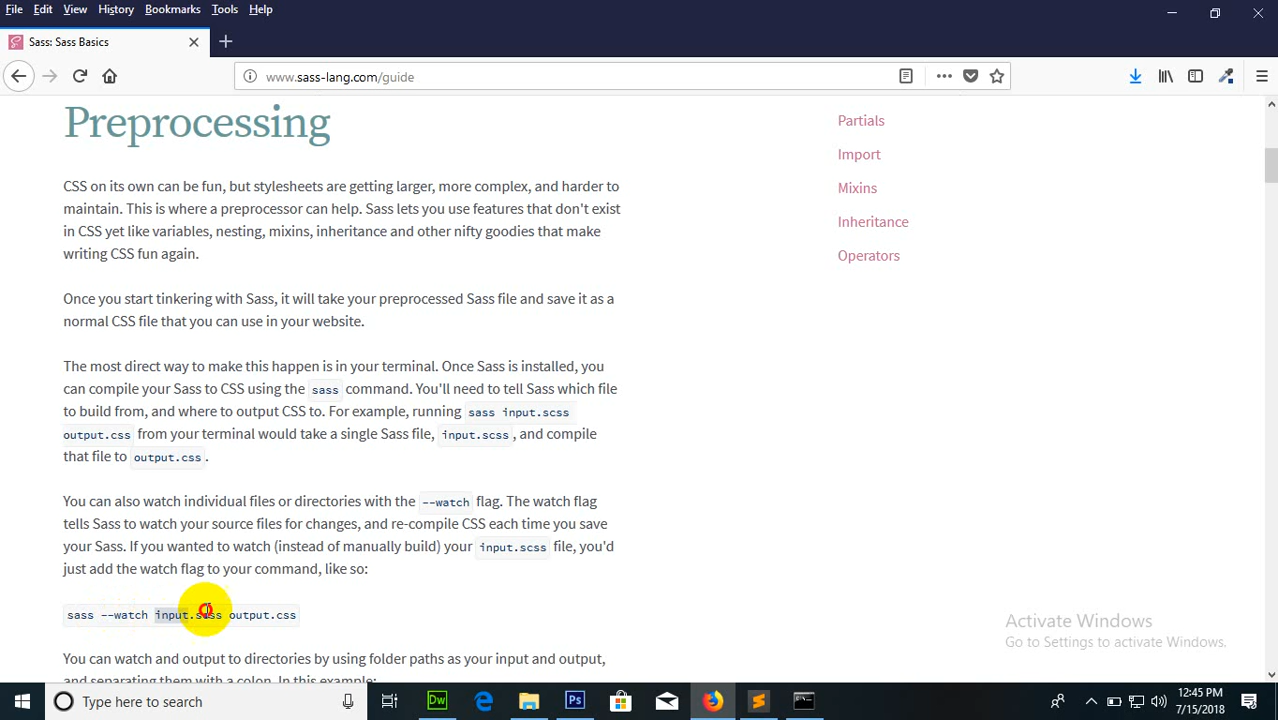 File Edit View History Bookmarks Tools Help
Sass: Sass Basics
www.sass-lang.com/guide
Preprocessing
CSS on its own can be fun, but stylesheets are getting larger, more complex, and harder to
maintain. This is where a preprocessor can help. Sass lets you use features that don't exist
in CSS yet like variables, nesting, mixins, inheritance and other nifty goodies that make
writing CSS fun again.
Once you start tinkering with Sass, it will take your preprocessed Sass file and save it as a
normal CSS file that you can use in your website.
The most direct way to make this happen is in your terminal. Once Sass is installed, you
can compile your Sass to CSS using the sass command. You'll need to tell Sass which file
to build from, and where to output CSS to. For example, running sass input.scss
output.css from your terminal would take a single Sass file, input.scss, and compile
that file to output.css.
You can also watch individual files or directories with the --watch flag. The watch flag
tells Sass to watch your source files for changes, and re-compile CSS each time you save
your Sass. If you wanted to watch (instead of manually build) your input.scss file, you'd
just add the watch flag to your command, like so:
sass --watch input.scss output.css
You can watch and output to directories by using folder paths as your input and output,
and separating them with a colon. In this example:
Partials
Import
Mixins
Inheritance
Operators
Activate Windows
Go to Settings to activate Windows.
Type here to search
Dw
Ps
12:45 PM
7/15/2018